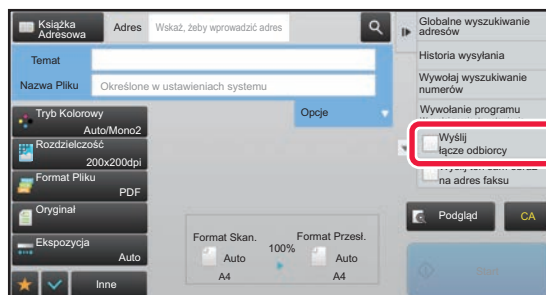 Książka
Adresowa
Adres
Wskaż, żeby wprowadzić adres
Temat
Nazwa Pliku
Określone w ustawieniach systemu
Opcje
Tryb Kolorowy
Auto/Mono2
Rozdzielczość
200x200dpi
Format Pliku
PDF
Oryginał
Ekspozycja
Auto
Inne
Format Skan.
Auto
A4
100%
Format Przesł.
Auto
A4
Globalne wyszukiwanie
adresów
Historia wysyłania
Wywołaj wyszukiwanie
numerów
Wywołanie programu
Wyślij
łącze odbiorcy
na adres faksu
Podgląd
CA
Start